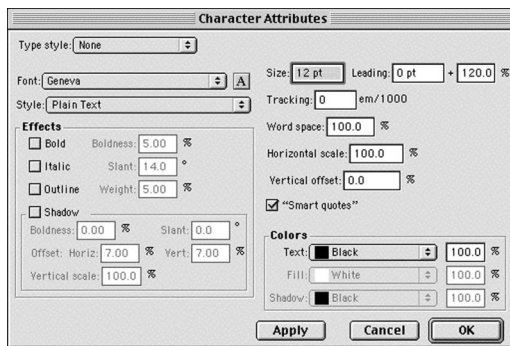 Character Attributes
Type style: None
Font: Geneva A
Style: Plain Text
Effects
Bold Boldness: 5.00 %
Italic Slant: 14.0 °
Outline Weight: 5.00 %
Shadow
Boldness: 0.00 % Slant: 0.0 °
Offset: Horiz: 7.00 % Vert: 7.00 %
Vertical scale: 100.0 %
Size: 12 pt Leading: 0 pt + 120.0 %
Tracking: 0 em/1000
Word space: 100.0 %
Horizontal scale: 100.0 %
Vertical offset: 0.0 %
“Smart quotes”
Colors
Text: Black 100.0 %
Fill: White 100.0 %
Shadow: Black 100.0 %
Apply Cancel OK